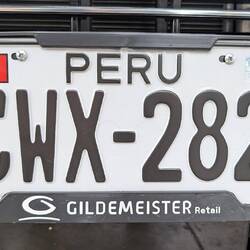 PERU
CWX-282
GILDEMEISTER Retail